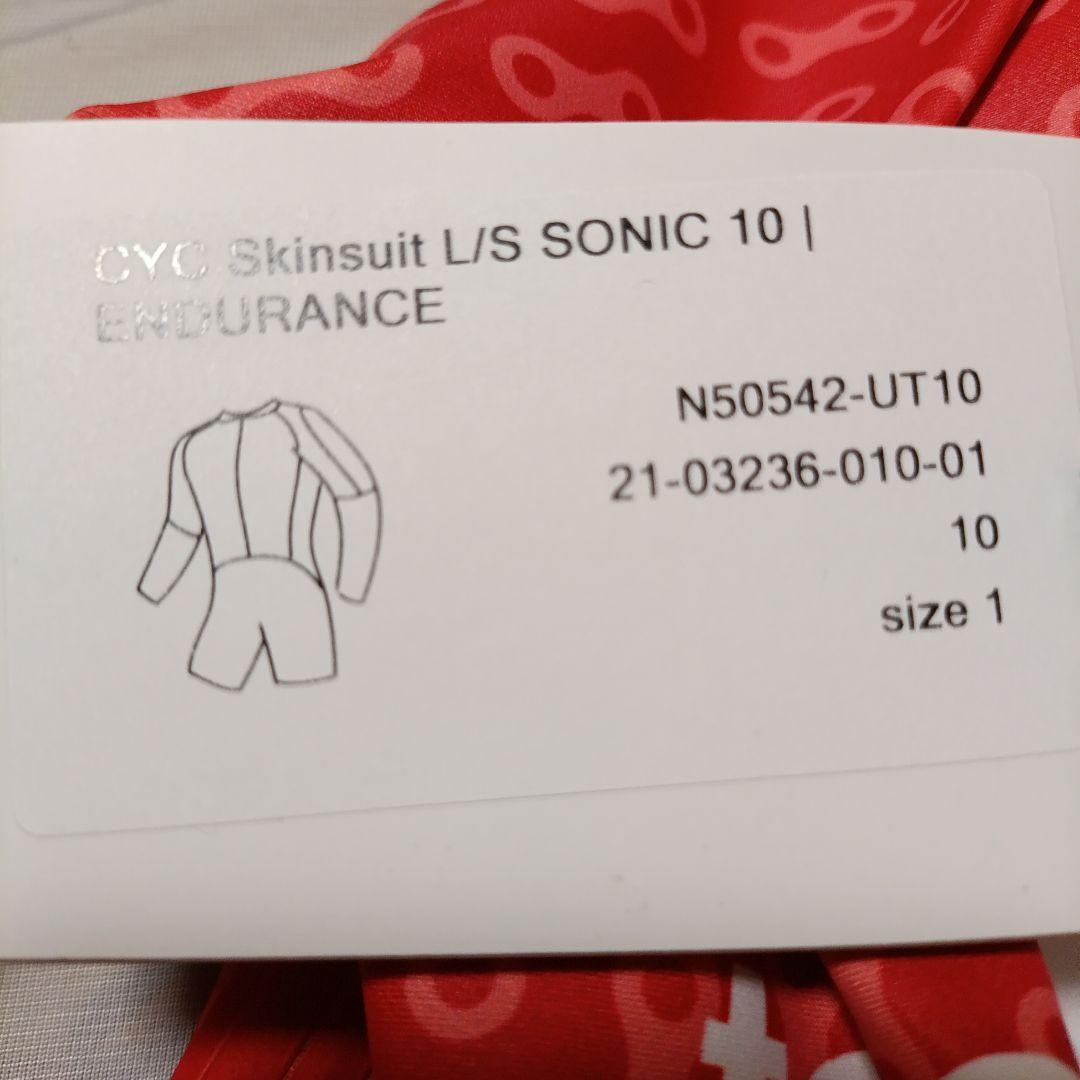 CYC Skinsuit L/S SONIC 10 |
ENDURANCE
N50542-UT10
21-03236-010-01
10
size 1